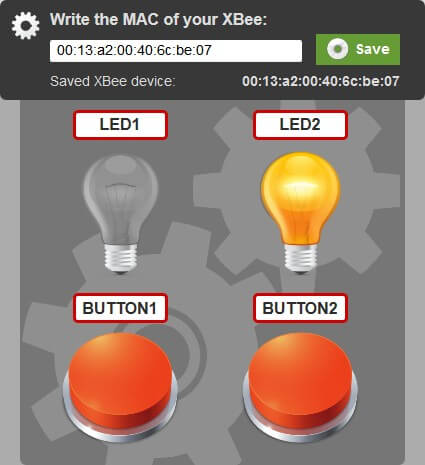 Write the MAC of your XBee:
00:13:a2:00:40:6c:be:07 Save
Saved XBee device: 00:13:a2:00:40:6c:be:07
LED1 LED2
BUTTON1 BUTTON2